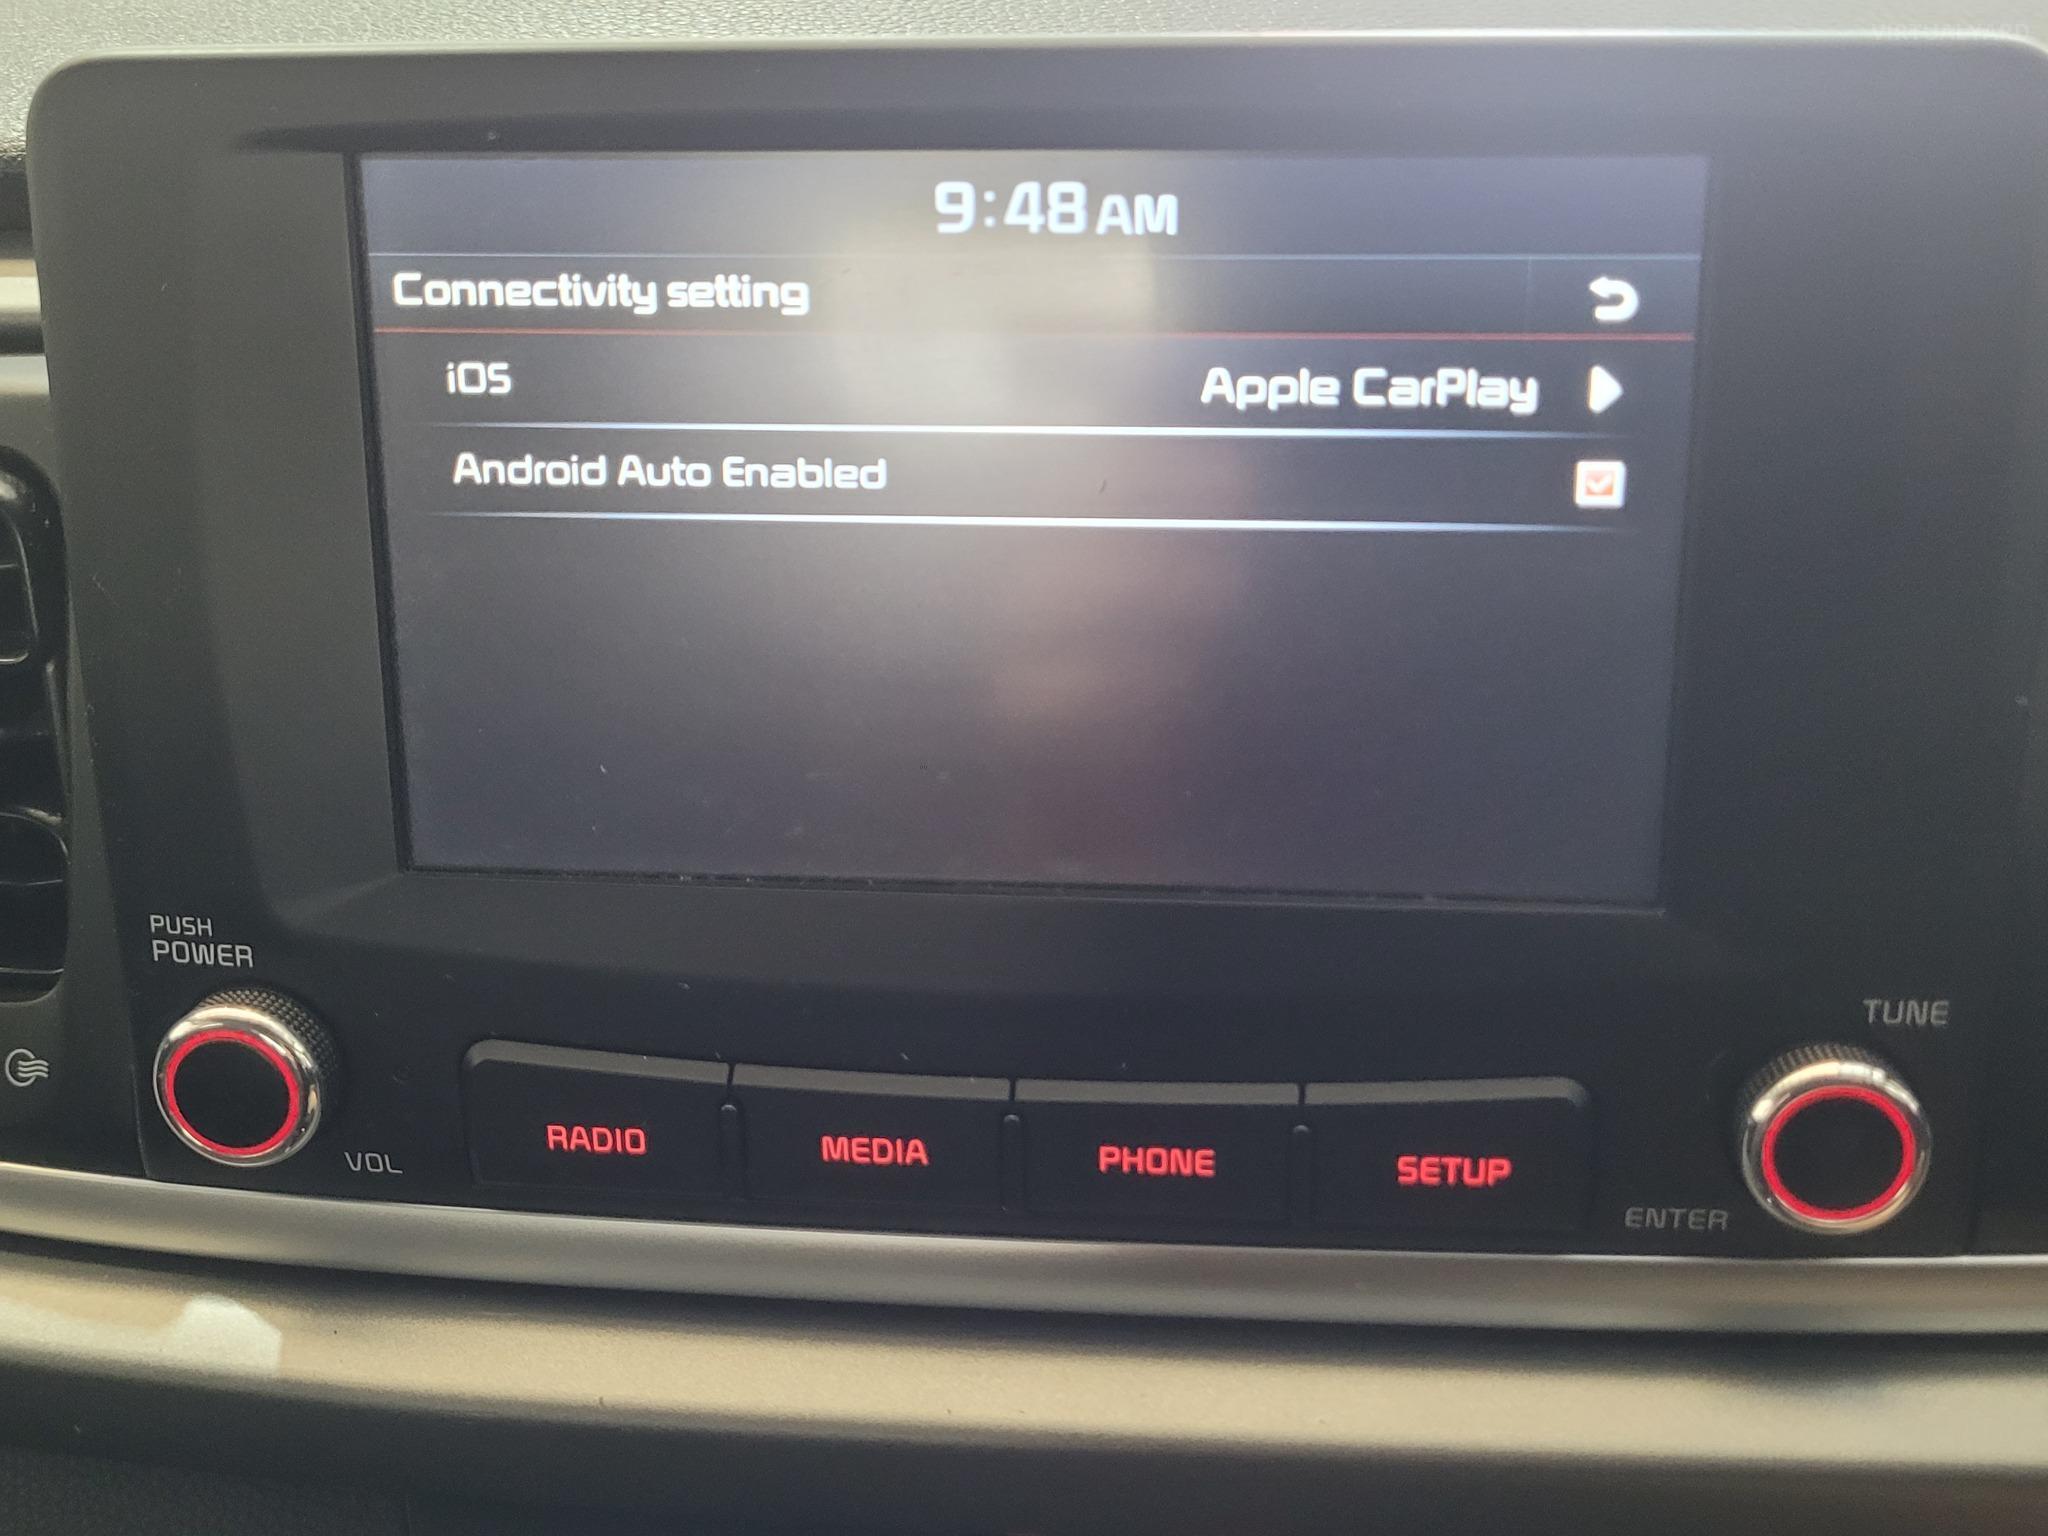 VIRTUALYARD
9:48 AM
Connectivity setting
iOS Apple CarPlay
Android Auto Enabled
PUSH
POWER
VOL
RADIO
MEDIA
PHONE
SETUP
TUNE
ENTER